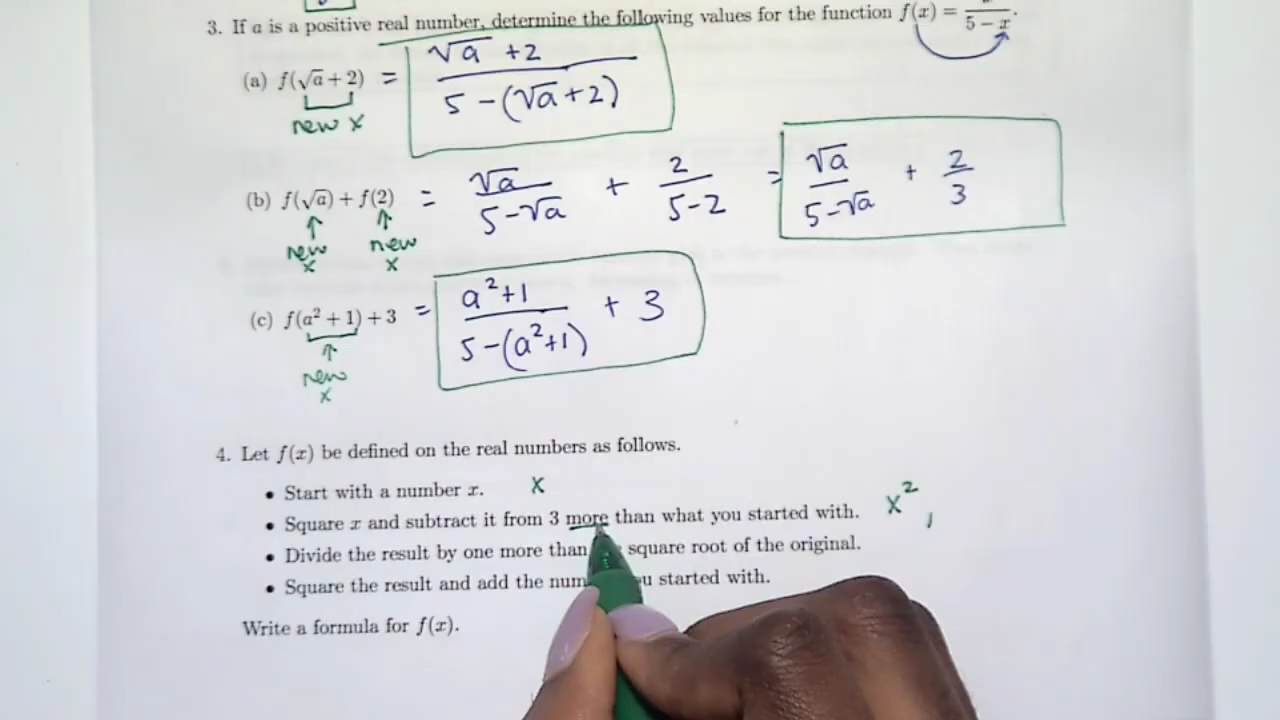 3. If a is a positive real number, determine the following values for the function f(x) = x / (5 − x).
(a) f(√a + 2) = (√a + 2) / (5 − (√a + 2))
new x
(b) f(√a) + f(2) = √a / (5 − √a) + 2 / (5 − 2) = √a / (5 − √a) + 2/3
new x new x
(c) f(a² + 1) + 3 = (a² + 1) / (5 − (a² + 1)) + 3
new x
4. Let f(x) be defined on the real numbers as follows.
• Start with a number x. x
• Square x and subtract it from 3 more than what you started with. x² ,
• Divide the result by one more than square root of the original.
• Square the result and add the started with.
Write a formula for f(x).